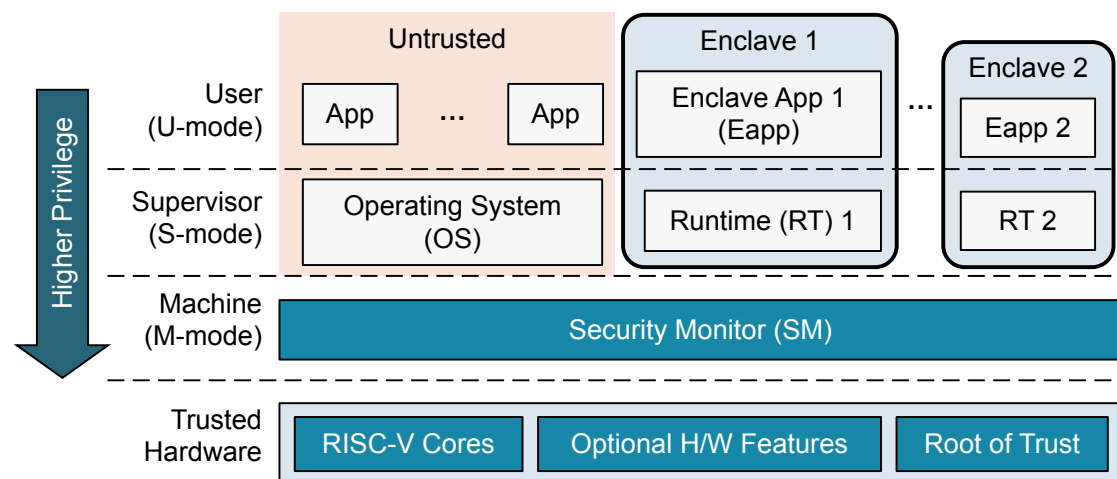 Untrusted
Enclave 1
Enclave 2
Higher Privilege
User
(U-mode)
App
...
App
Enclave App 1
(Eapp)
...
Eapp 2
Supervisor
(S-mode)
Operating System
(OS)
Runtime (RT) 1
RT 2
Machine
(M-mode)
Security Monitor (SM)
Trusted
Hardware
RISC-V Cores
Optional H/W Features
Root of Trust